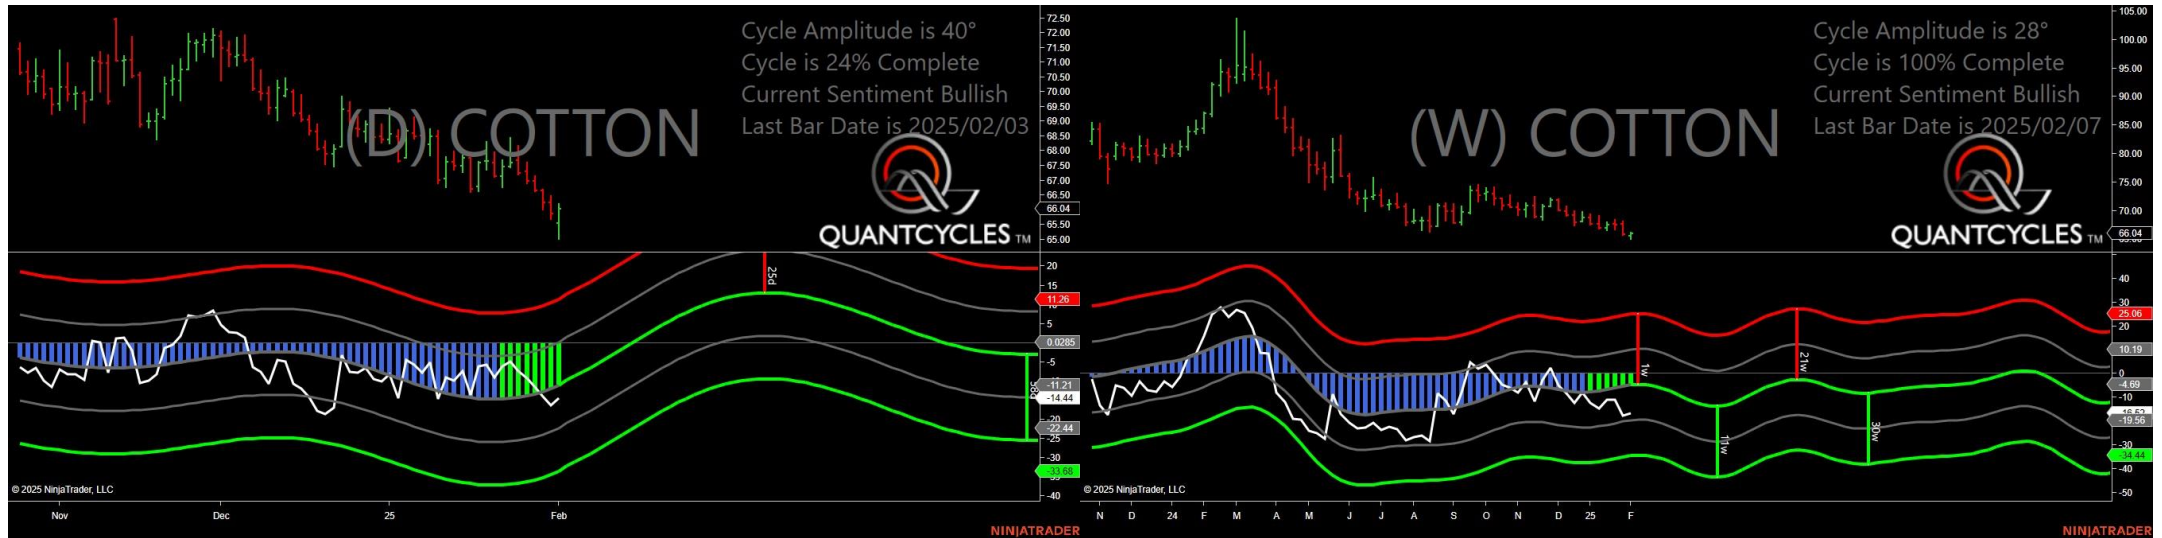 Cycle Amplitude is 40°
Cycle is 24% Complete
Current Sentiment Bullish
Last Bar Date is 2025/02/03
(D) COTTON
QUANTCYCLES TM
72.50
72.00
71.50
71.00
70.50
70.00
69.50
69.00
68.50
68.00
67.50
67.00
66.50
66.04
65.50
65.00
25d
20
15
11.26
5
0.0285
-5
-11.21
-14.44
-20
-22.44
-25
-30
-33.68
-40
© 2025 NinjaTrader, LLC
Nov Dec 25 Feb
NINJATRADER
Cycle Amplitude is 28°
Cycle is 100% Complete
Current Sentiment Bullish
Last Bar Date is 2025/02/07
(W) COTTON
QUANTCYCLES TM
105.00
100.00
95.00
90.00
85.00
80.00
75.00
70.00
66.04
1w
21w
11w
30w
40
30
25.06
20
10.19
0
-4.69
-10
-19.56
-30
-34.44
-40
-50
© 2025 NinjaTrader, LLC
N D 24 F M A M J J A S O N D 25 F
NINJATRADER